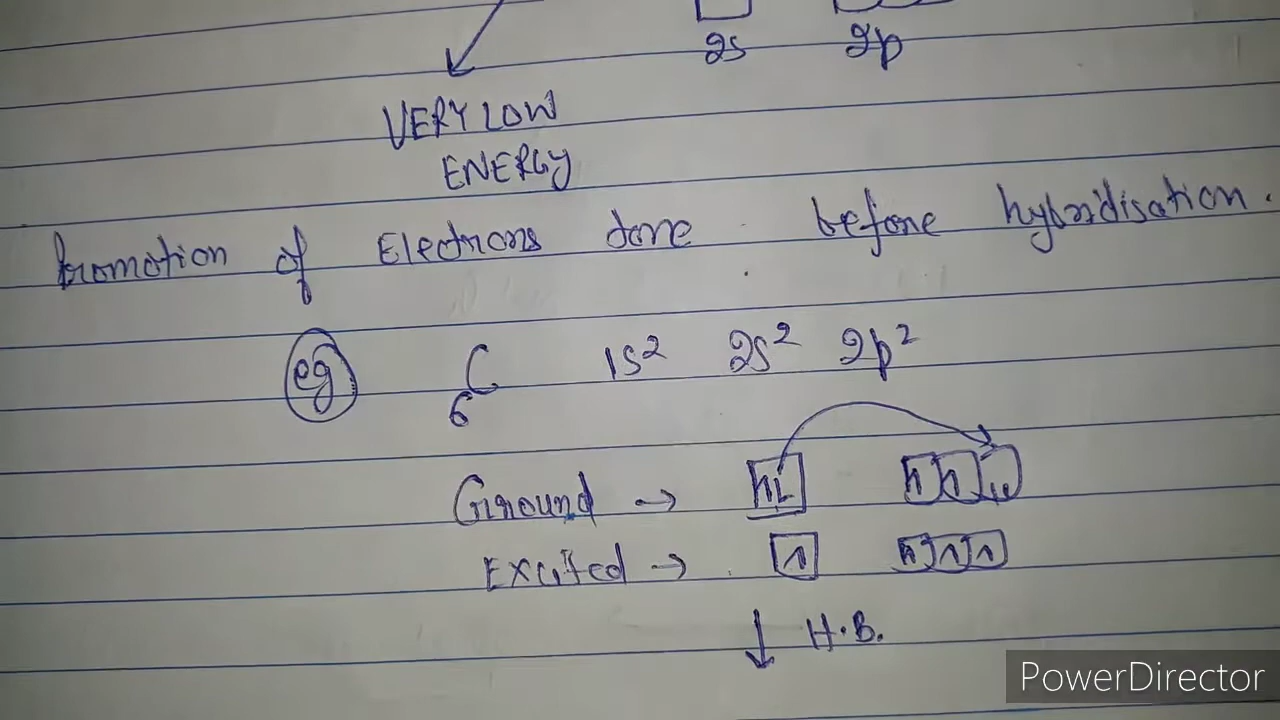 2s 2p
VERY LOW
ENERGY
Promotion of Electrons done before hybridisation.
eg 6C 1s² 2s² 2p²
Ground → ↿⇂ ↿ ↿
Excited → ↿ ↿ ↿ ↿
↓ H.B.
PowerDirector